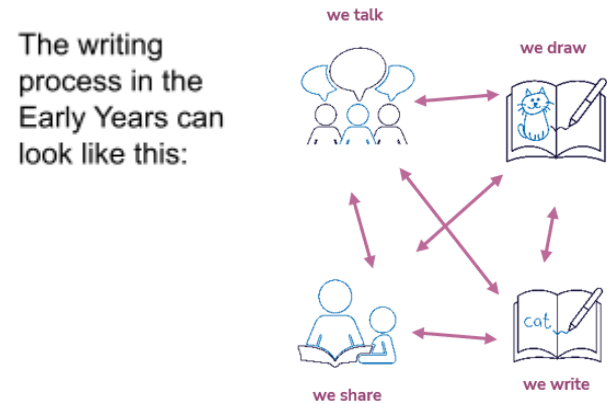 The writing
process in the
Early Years can
look like this:
we talk
we draw
cat
we share
we write